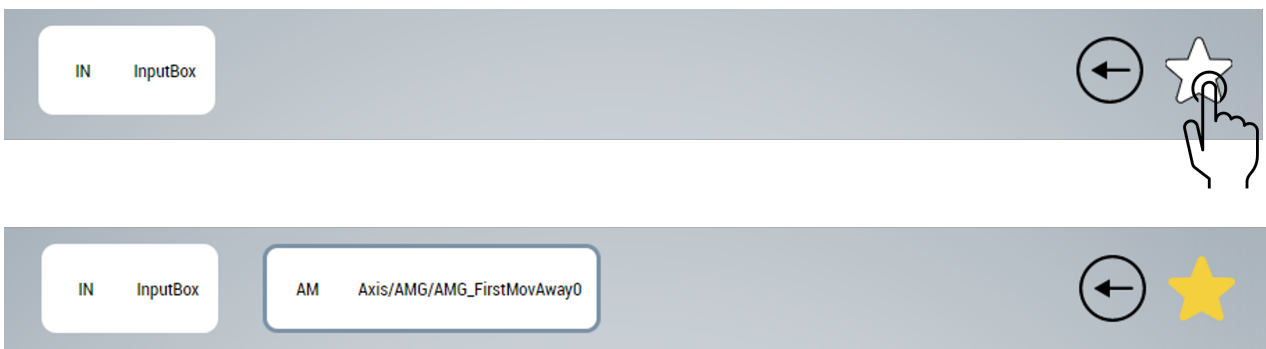 IN InputBox
IN InputBox AM Axis/AMG/AMG_FirstMovAway0